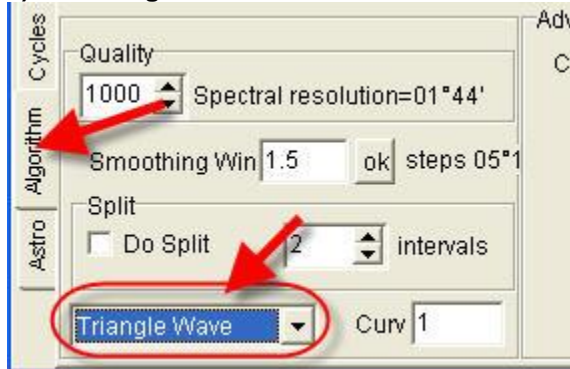 Cycles
Algorithm
Astro
Adv
C
Quality
1000 Spectral resolution=01°44'
Smoothing Win 1.5 ok steps 05°1
Split
Do Split 2 intervals
Triangle Wave Curv 1